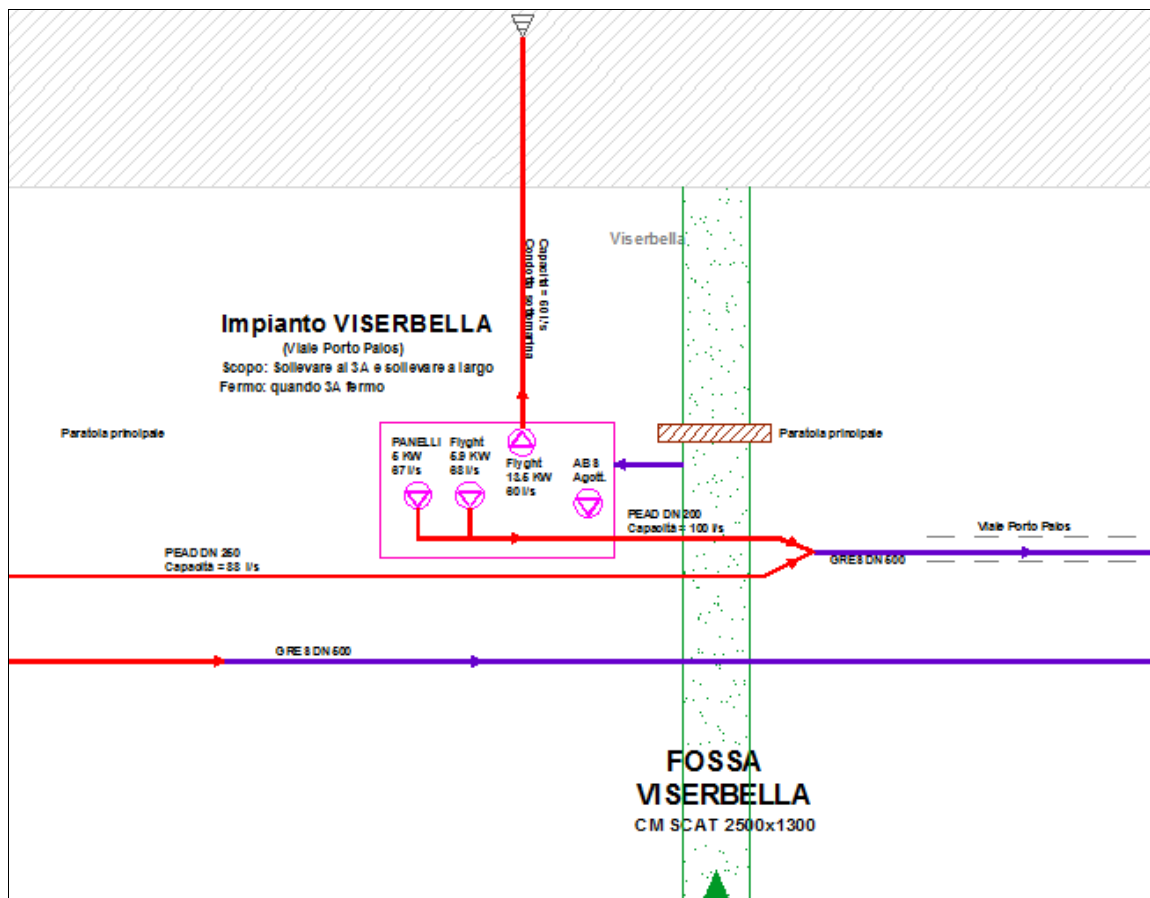 Viserbella
Capacità = 60 l/s
Condotta sottomarina
Impianto VISERBELLA
(Viale Porto Palos)
Scopo: Sollevare al 3A e sollevare a largo
Fermo: quando 3A fermo
Paratoia principale
PANELLI
5 KW
67 l/s
Flyght
5.9 KW
68 l/s
Flyght
13.5 KW
60 l/s
ABS
Agott.
Paratoia principale
PEAD DN 200
Capacità = 100 l/s
Viale Porto Palos
PEAD DN 250
Capacità = 88 l/s
GRES DN 500
GRES DN 500
FOSSA
VISERBELLA
CM SCAT 2500x1300